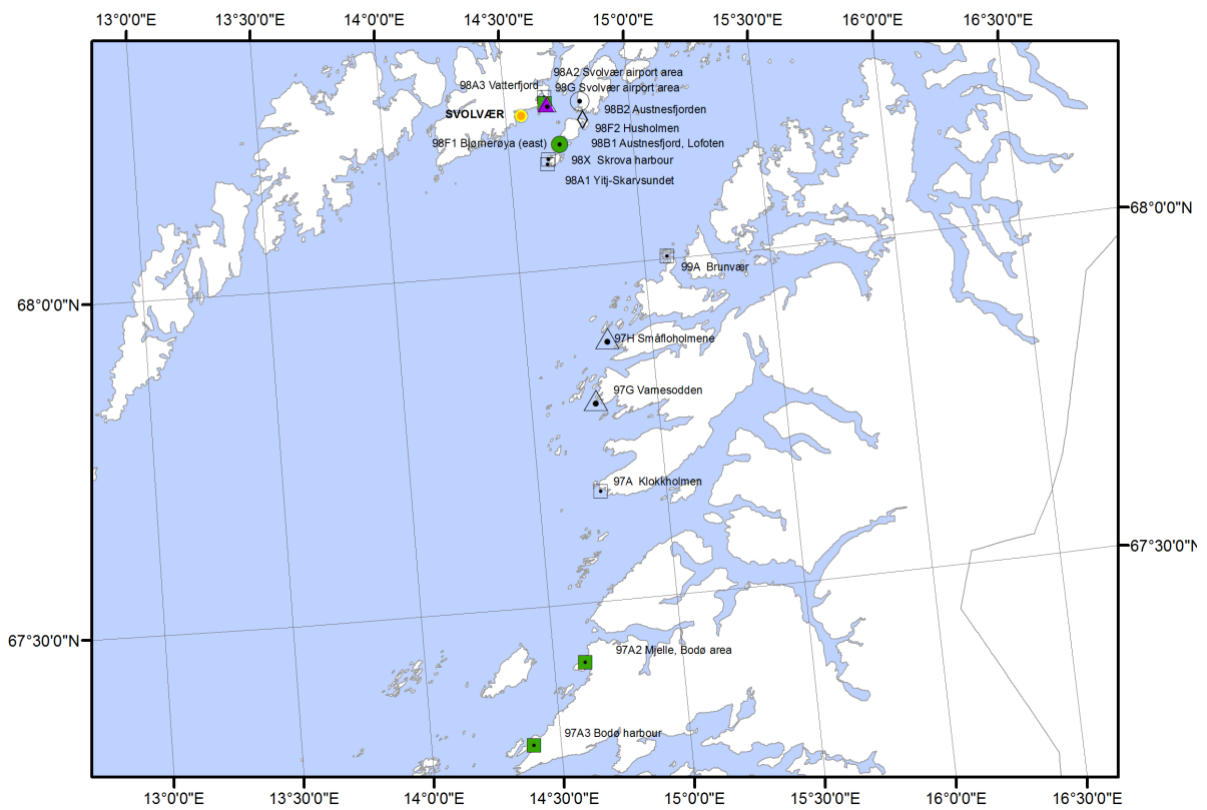 13°0'0"E 13°3'0"E 14°0'0"E 14°3'0"E 15°0'0"E 15°3'0"E 16°0'0"E 16°3'0"E
98A2 Svolvær airport area
98A3 Vatterfjord
98G Svolvær airport area
98B2 Austnesfjorden
SVOLVÆR
98F2 Husholmen
98F1 Bjørnerøya (east)
98B1 Austnesfjord, Lofoten
98X Skrova harbour
98A1 Yitj-Skarvsundet
68°0'0"N
99A Brunvær
68°0'0"N
97H Småfloholmene
97G Varnesodden
97A Klokkholmen
67°30'0"N
67°30'0"N
97A2 Mjelle, Bodø area
97A3 Bodø harbour
13°0'0"E 13°30'0"E 14°0'0"E 14°30'0"E 15°0'0"E 15°30'0"E 16°0'0"E 16°30'0"E